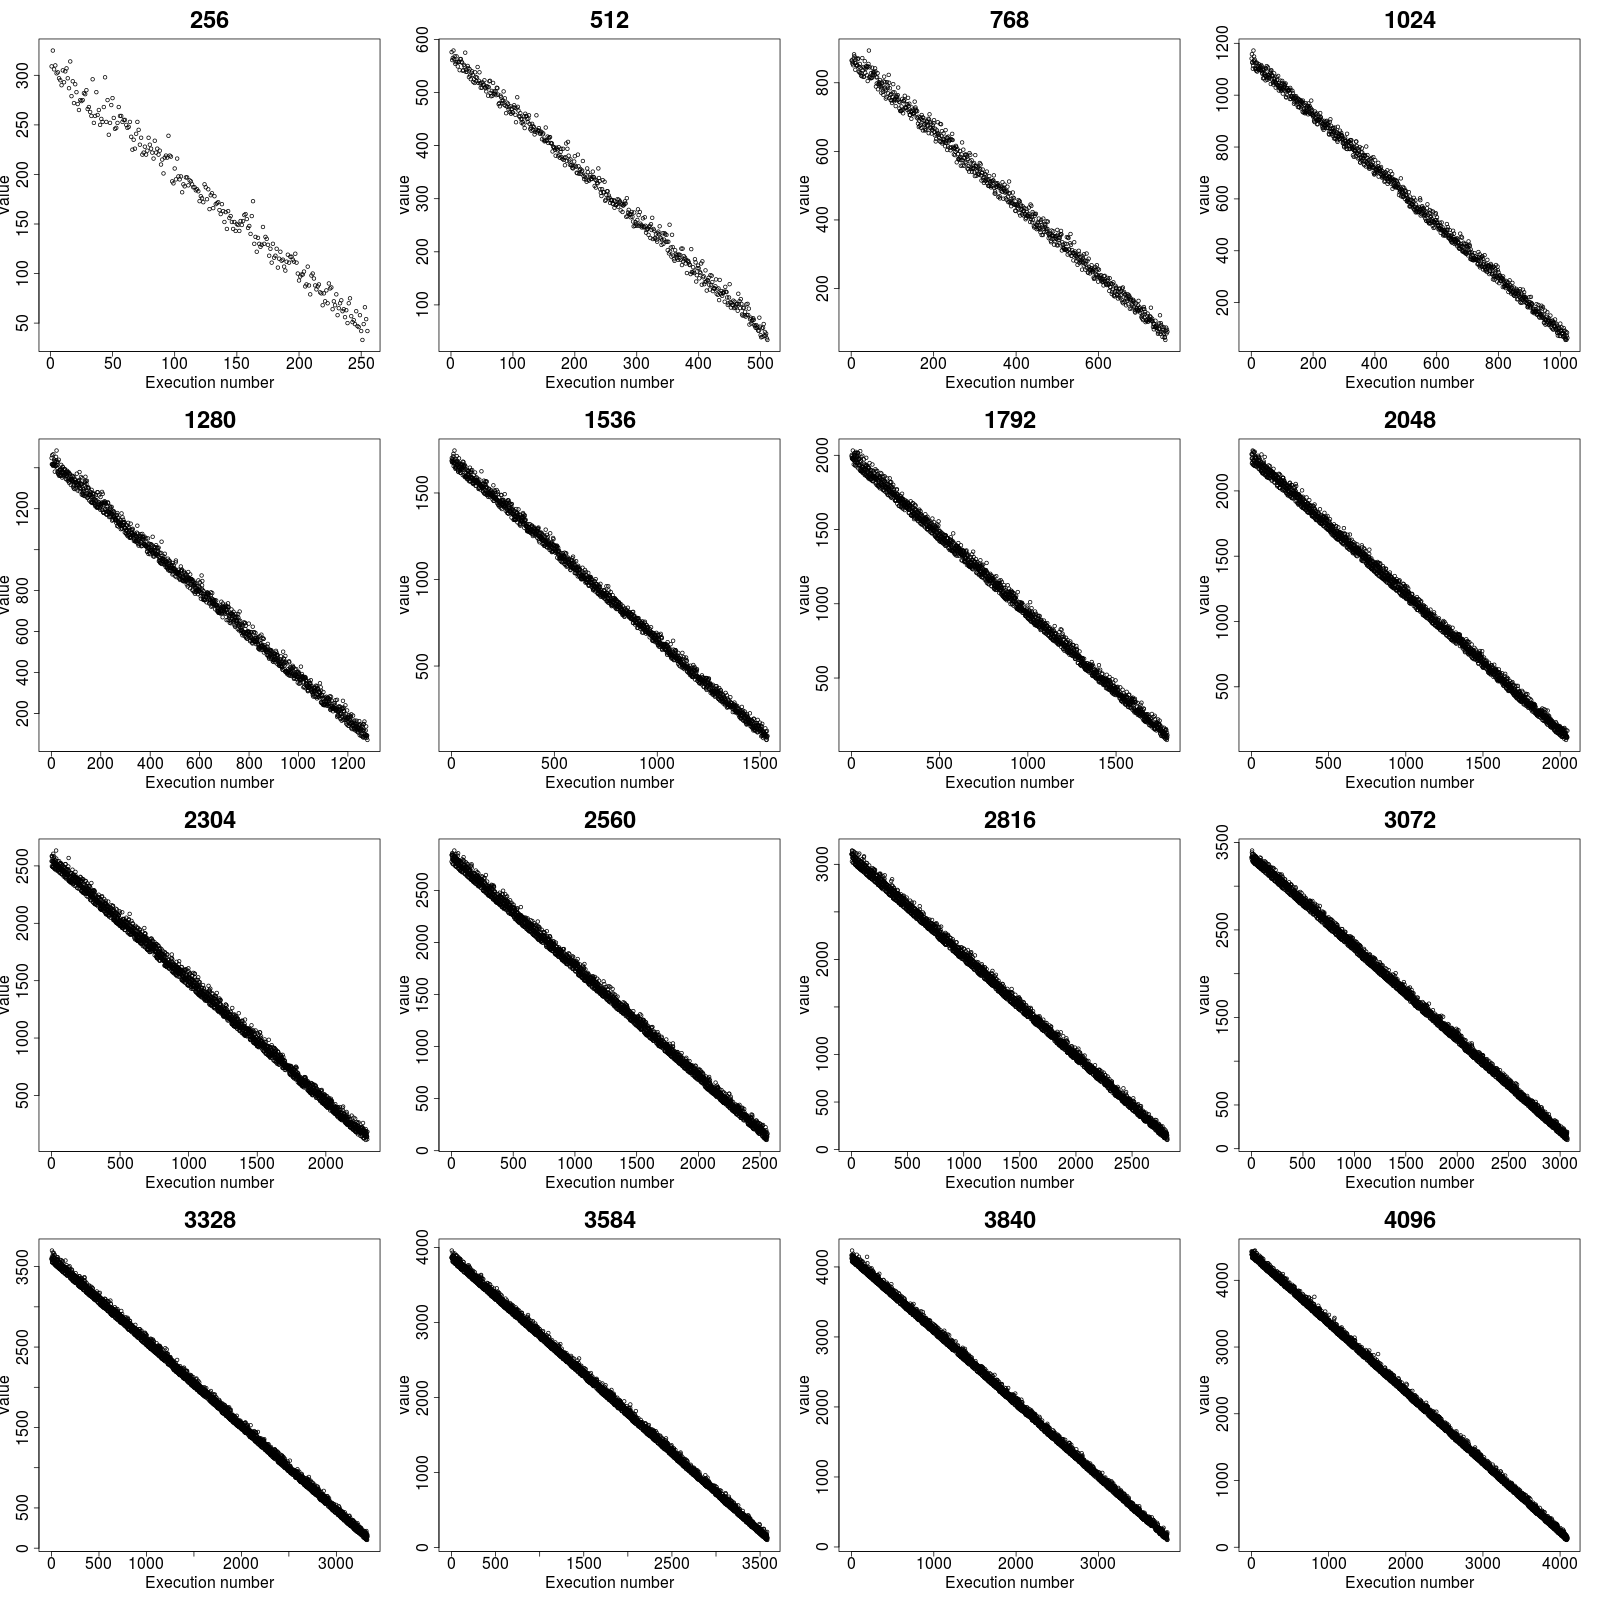 256
value
50 100 150 200 250 300
0 50 100 150 200 250
Execution number
512
value
100 200 300 400 500 600
0 100 200 300 400 500
Execution number
768
value
200 400 600 800
0 200 400 600
Execution number
1024
value
200 400 600 800 1000 1200
0 200 400 600 800 1000
Execution number
1280
value
200 400 600 800 1200
0 200 400 600 800 1000 1200
Execution number
1536
value
500 1000 1500
0 500 1000 1500
Execution number
1792
value
500 1000 1500 2000
0 500 1000 1500
Execution number
2048
value
500 1000 1500 2000
0 500 1000 1500 2000
Execution number
2304
value
500 1000 1500 2000 2500
0 500 1000 1500 2000
Execution number
2560
value
0 500 1000 1500 2000 2500
0 500 1000 1500 2000 2500
Execution number
2816
value
0 500 1000 2000 3000
0 500 1000 1500 2000 2500
Execution number
3072
value
0 500 1500 2500 3500
0 500 1000 1500 2000 2500 3000
Execution number
3328
value
0 500 1500 2500 3500
0 500 1000 2000 3000
Execution number
3584
value
0 1000 2000 3000 4000
0 500 1500 2500 3500
Execution number
3840
value
0 1000 2000 3000 4000
0 1000 2000 3000
Execution number
4096
value
0 1000 2000 3000 4000
0 1000 2000 3000 4000
Execution number